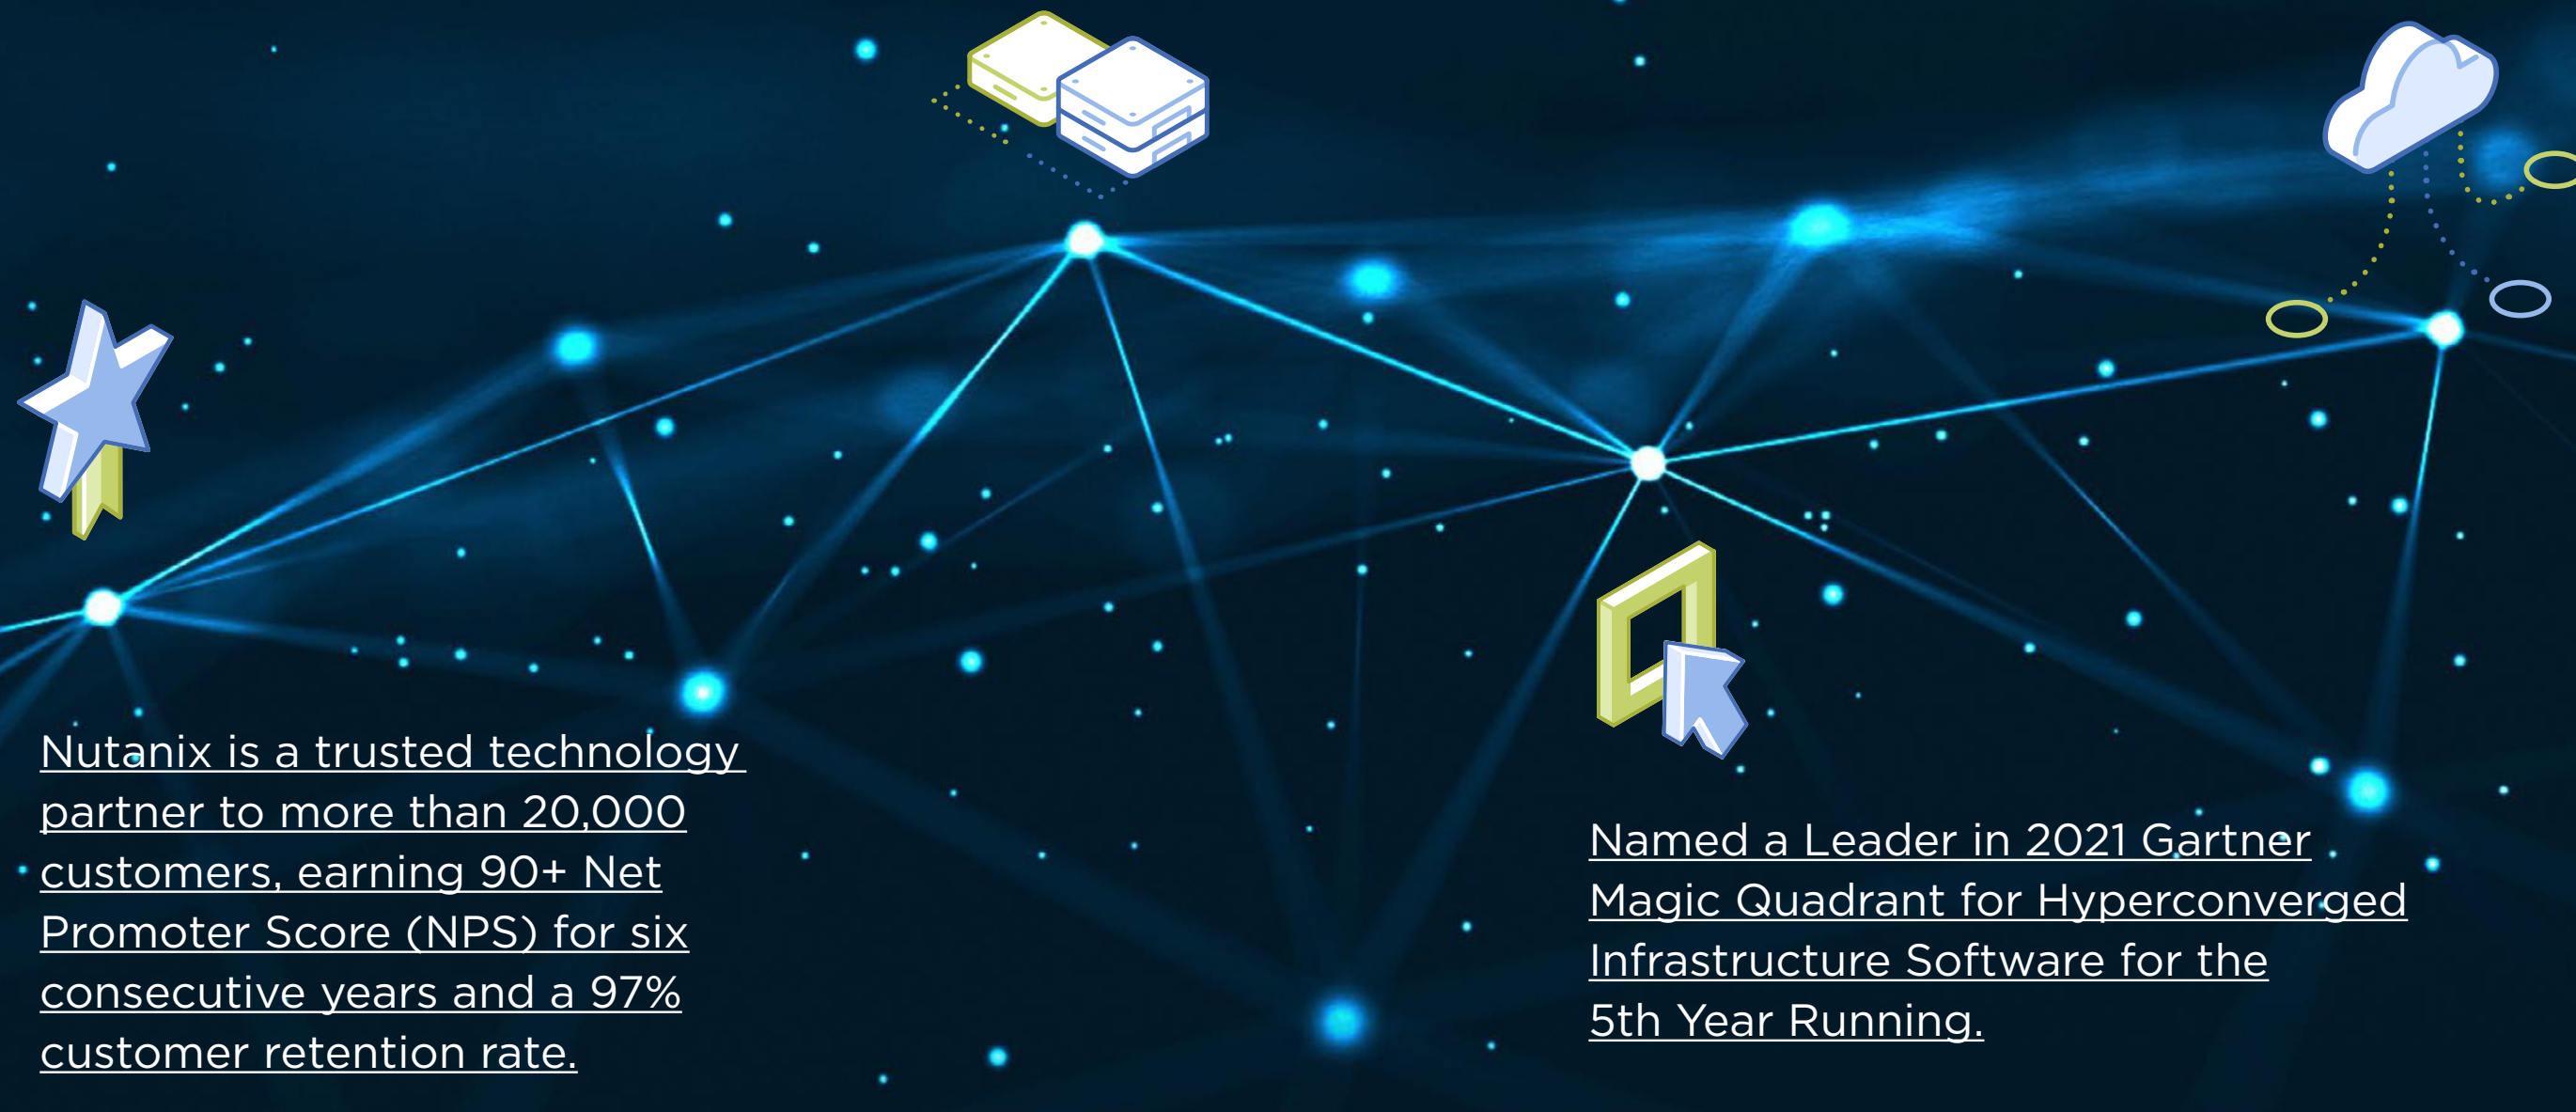 Nutanix is a trusted technology
partner to more than 20,000
customers, earning 90+ Net
Promoter Score (NPS) for six
consecutive years and a 97%
customer retention rate.
Named a Leader in 2021 Gartner
Magic Quadrant for Hyperconverged
Infrastructure Software for the
5th Year Running.